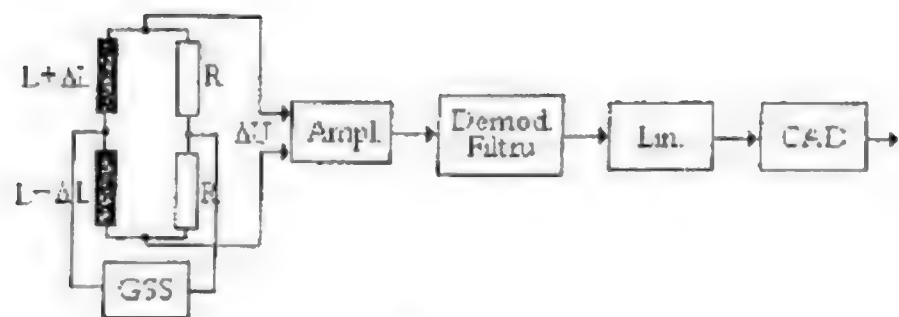 L+ΔL
R
ΔU
Ampl.
Demod.
Filtru
Lin.
CAD
L-ΔL
R
GSS